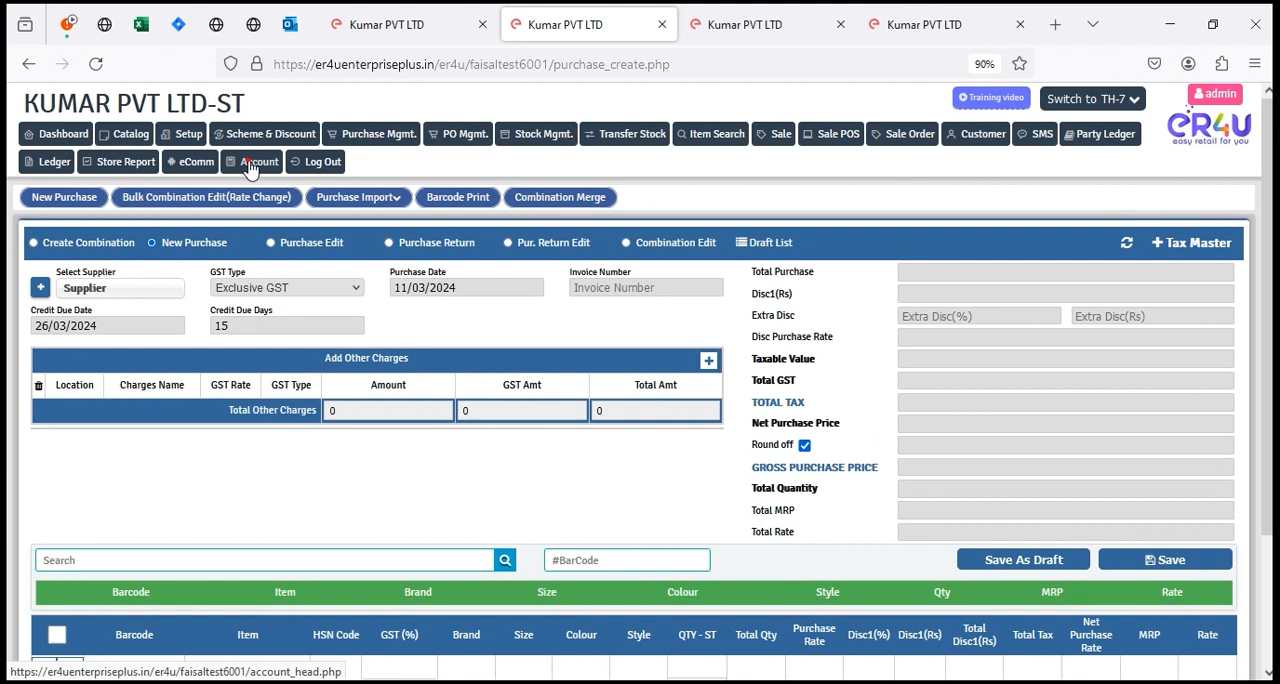 Kumar PVT LTD
Kumar PVT LTD
Kumar PVT LTD
Kumar PVT LTD
https://er4uenterpriseplus.in/er4u/faisaltest6001/purchase_create.php
90%
KUMAR PVT LTD-ST
Training video
Switch to TH-7
admin
eR4U
easy retail for you
Dashboard Catalog Setup Scheme & Discount Purchase Mgmt. PO Mgmt. Stock Mgmt. Transfer Stock Item Search Sale Sale POS Sale Order Customer SMS Party Ledger
Ledger Store Report eComm Account Log Out
New Purchase Bulk Combination Edit(Rate Change) Purchase Import Barcode Print Combination Merge
Create Combination New Purchase Purchase Edit Purchase Return Pur. Return Edit Combination Edit Draft List + Tax Master
Select Supplier GST Type Purchase Date Invoice Number
+ Supplier Exclusive GST 11/03/2024 Invoice Number
Credit Due Date Credit Due Days
26/03/2024 15
Add Other Charges +
Location Charges Name GST Rate GST Type Amount GST Amt Total Amt
Total Other Charges 0 0 0
Total Purchase
Disc1(Rs)
Extra Disc Extra Disc(%) Extra Disc(Rs)
Disc Purchase Rate
Taxable Value
Total GST
TOTAL TAX
Net Purchase Price
Round off
GROSS PURCHASE PRICE
Total Quantity
Total MRP
Total Rate
Search #BarCode Save As Draft Save
Barcode Item Brand Size Colour Style Qty MRP Rate
Barcode Item HSN Code GST (%) Brand Size Colour Style QTY - ST Total Qty Purchase Rate Disc1(%) Disc1(Rs) Total Disc1(Rs) Total Tax Net Purchase Rate MRP Rate
https://er4uenterpriseplus.in/er4u/faisaltest6001/account_head.php